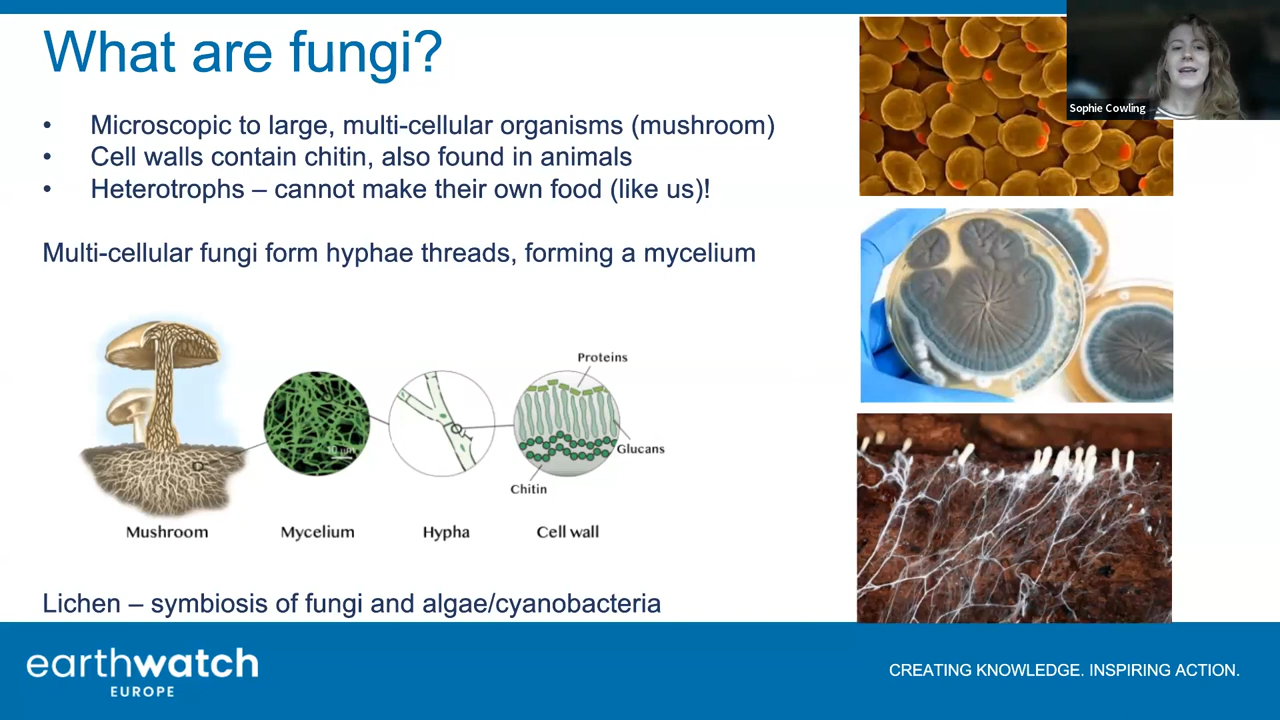 What are fungi?
Sophie Cowling
• Microscopic to large, multi-cellular organisms (mushroom)
• Cell walls contain chitin, also found in animals
• Heterotrophs – cannot make their own food (like us)!
Multi-cellular fungi form hyphae threads, forming a mycelium
Proteins
Glucans
Chitin
Mushroom
Mycelium
Hypha
Cell wall
Lichen – symbiosis of fungi and algae/cyanobacteria
earthwatch
EUROPE
CREATING KNOWLEDGE. INSPIRING ACTION.